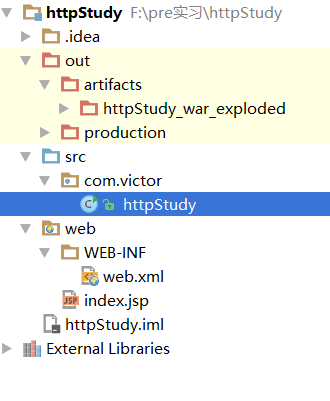 httpStudy F:\pre实习\httpStudy
.idea
out
artifacts
httpStudy_war_exploded
production
src
com.victor
httpStudy
web
WEB-INF
web.xml
JSP index.jsp
httpStudy.iml
External Libraries